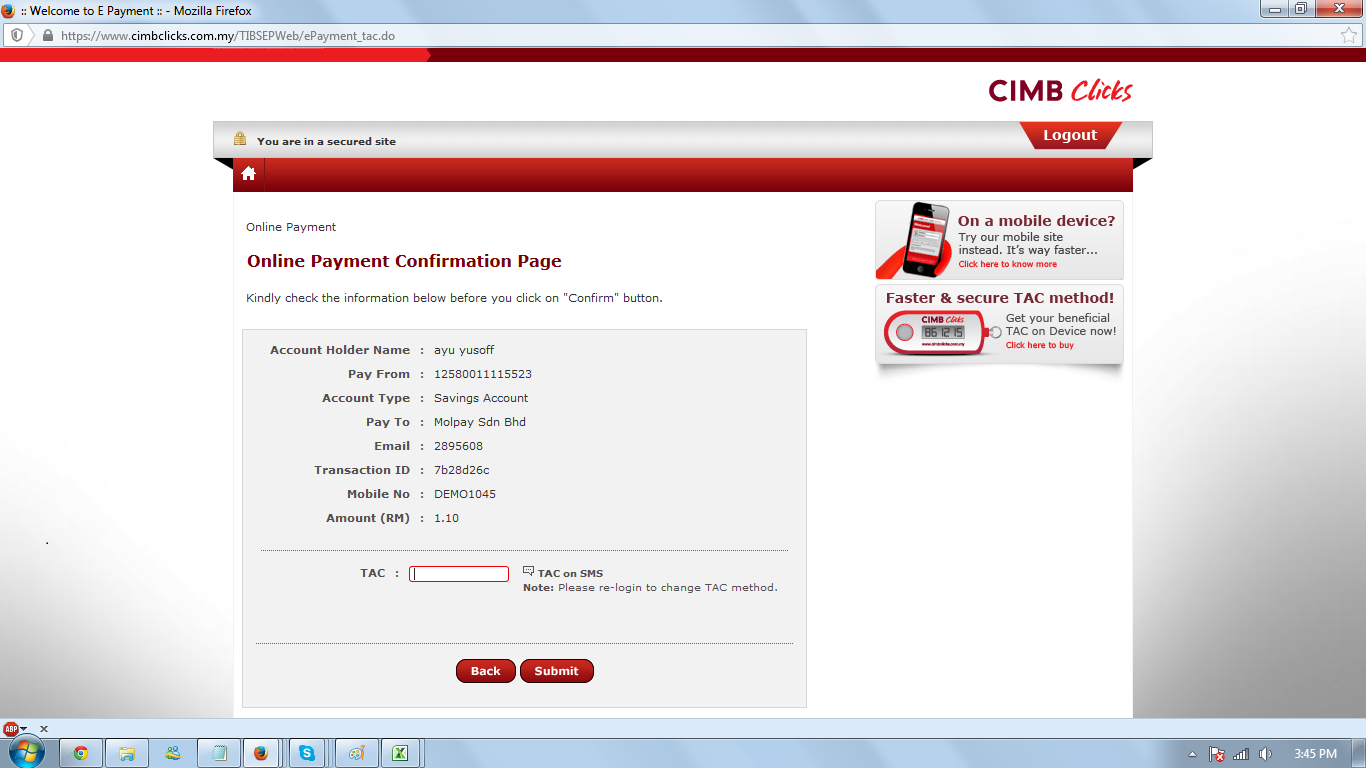 :: Welcome to E Payment :: - Mozilla Firefox
https://www.cimbclicks.com.my/TIBSEPWeb/ePayment_tac.do
CIMB Clicks
You are in a secured site
Logout
Online Payment
Online Payment Confirmation Page
Kindly check the information below before you click on "Confirm" button.
Account Holder Name : ayu yusoff
Pay From : 12580011115523
Account Type : Savings Account
Pay To : Molpay Sdn Bhd
Email : 2895608
Transaction ID : 7b28d26c
Mobile No : DEMO1045
Amount (RM) : 1.10
TAC :
TAC on SMS
Note: Please re-login to change TAC method.
Back
Submit
On a mobile device?
Try our mobile site
instead. It's way faster...
Click here to know more
Faster & secure TAC method!
CIMB Clicks
861215
www.cimbclicks.com.my
Get your beneficial
TAC on Device now!
Click here to buy
ABP
3:45 PM